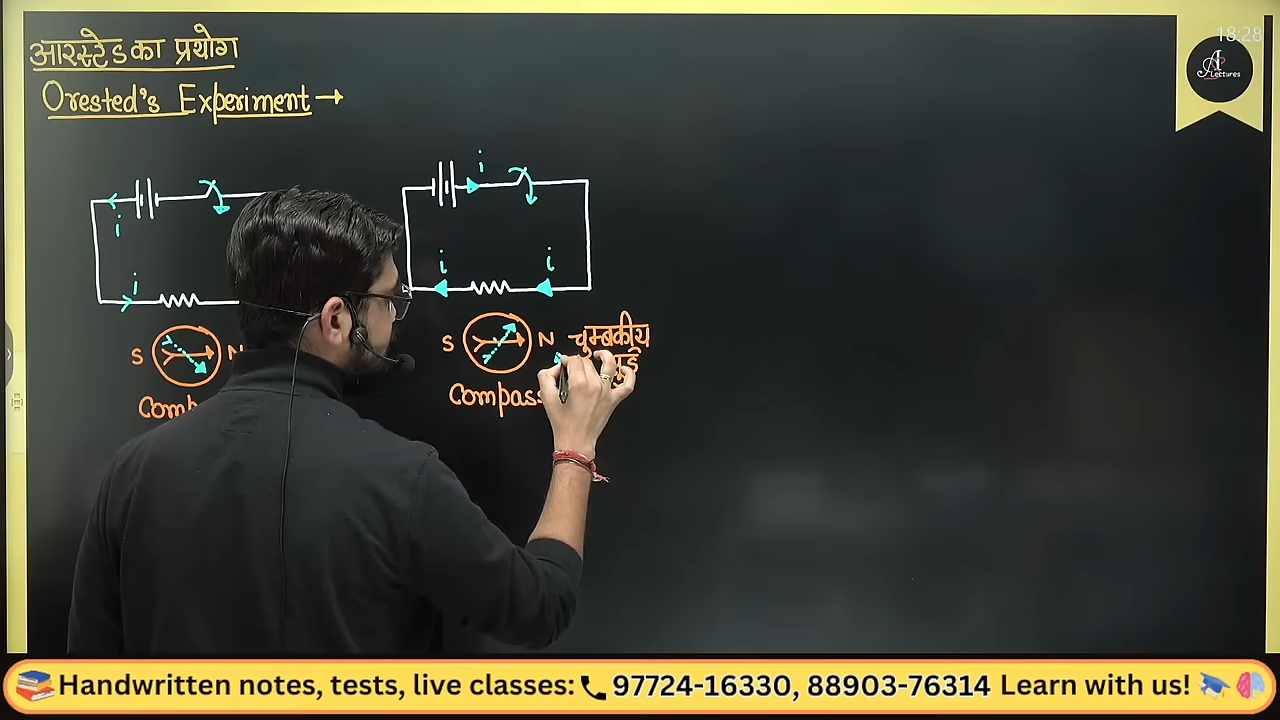 आरस्टेड का प्रयोग
Orested's Experiment →
18:28
Lectures
i
i
i
i
i
S
S N चुम्बकीय
Compass
Handwritten notes, tests, live classes: 97724-16330, 88903-76314 Learn with us!